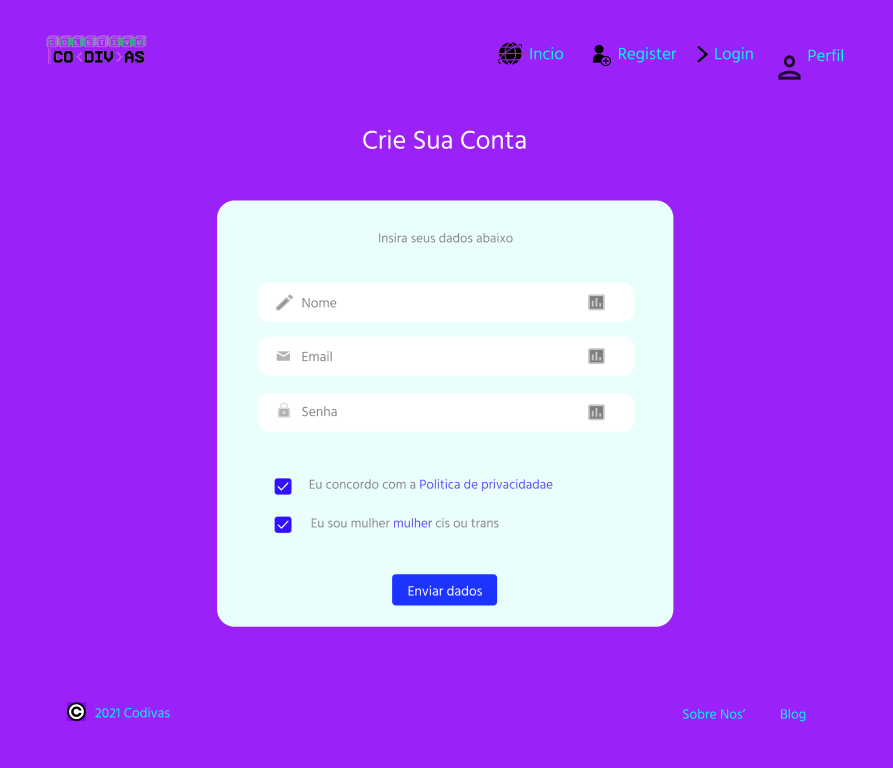 COLETIVE
CO<DIV>AS
Incio
Register
Login
Perfil
Crie Sua Conta
Insira seus dados abaixo
Nome
Email
Senha
Eu concordo com a Politica de privacidadae
Eu sou mulher mulher cis ou trans
Enviar dados
© 2021 Codivas
Sobre Nos’
Blog